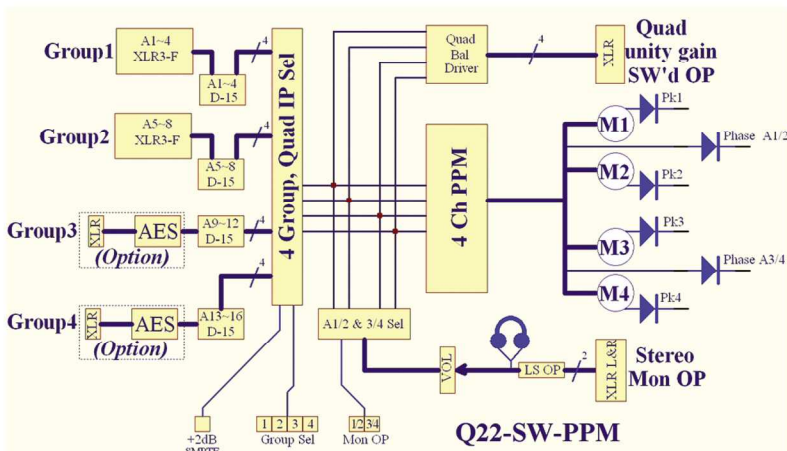 Group1
A1~4
XLR3-F
A1~4
D-15
4
Group2
A5~8
XLR3-F
A5~8
D-15
4
Group3
XLR
AES
(Option)
A9~12
D-15
4
Group4
XLR
AES
(Option)
A13~16
D-15
4
4 Group, Quad IP Sel
Quad
Bal
Driver
4
XLR
Quad
unity gain
SW'd OP
4 Ch PPM
M1
M2
M3
M4
Pk1
Phase A1/2
Pk2
Pk3
Phase A3/4
Pk4
A1/2 & 3/4 Sel
VOL
LS OP
2
XLR L&R
Stereo
Mon OP
+2dB
SMPTE
1 2 3 4
Group Sel
1/2 3/4
Mon OP
Q22-SW-PPM